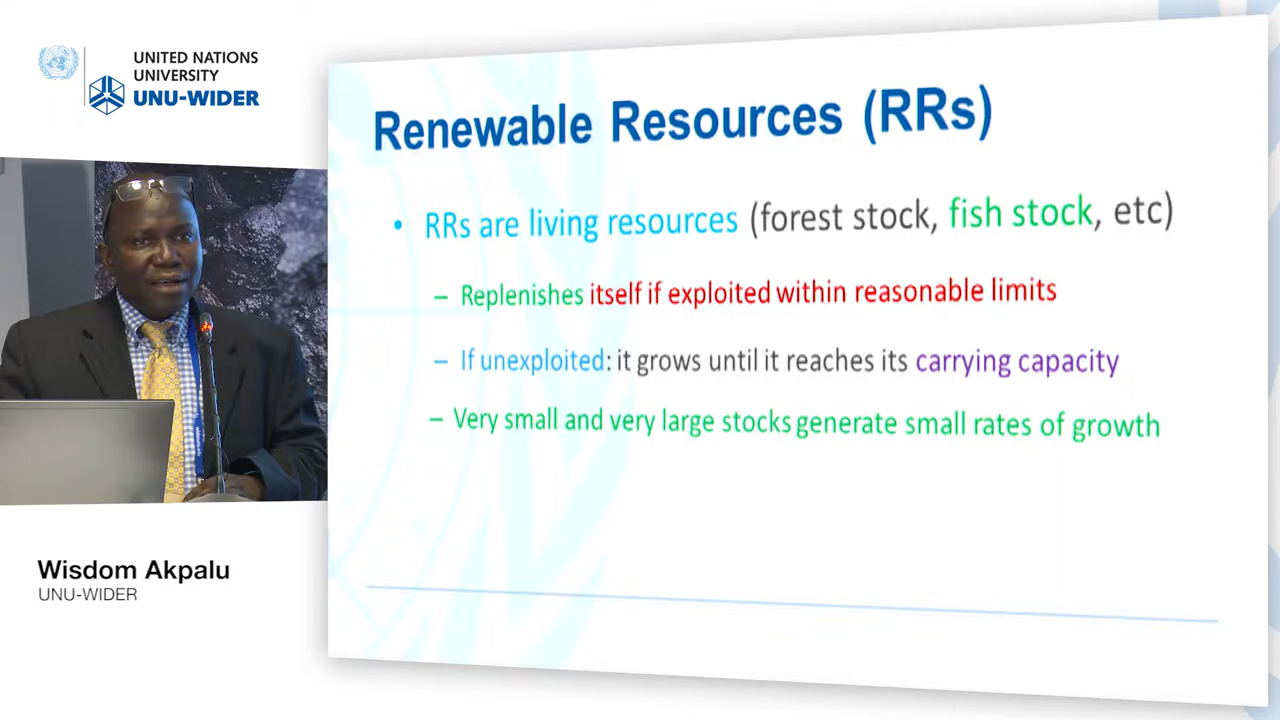 UNITED NATIONS
UNIVERSITY
UNU-WIDER
Renewable Resources (RRs)
• RRs are living resources (forest stock, fish stock, etc)
– Replenishes itself if exploited within reasonable limits
– If unexploited: it grows until it reaches its carrying capacity
– Very small and very large stocks generate small rates of growth
Wisdom Akpalu
UNU-WIDER